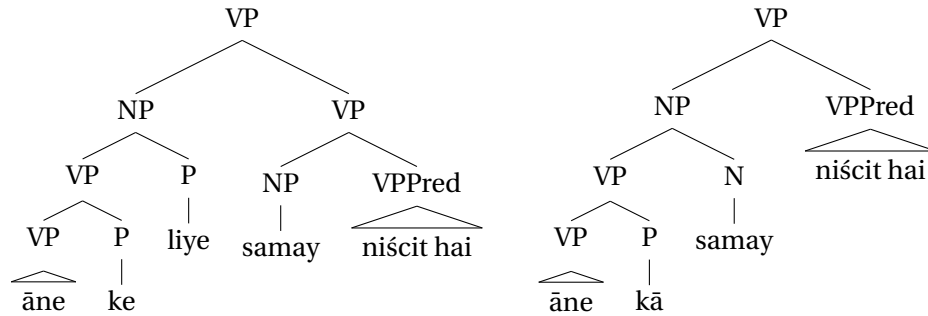 VP VP
NP VP NP VPPred
VP P NP VPPred VP N niścit hai
VP P liye samay niścit hai VP P samay
āne ke āne kā